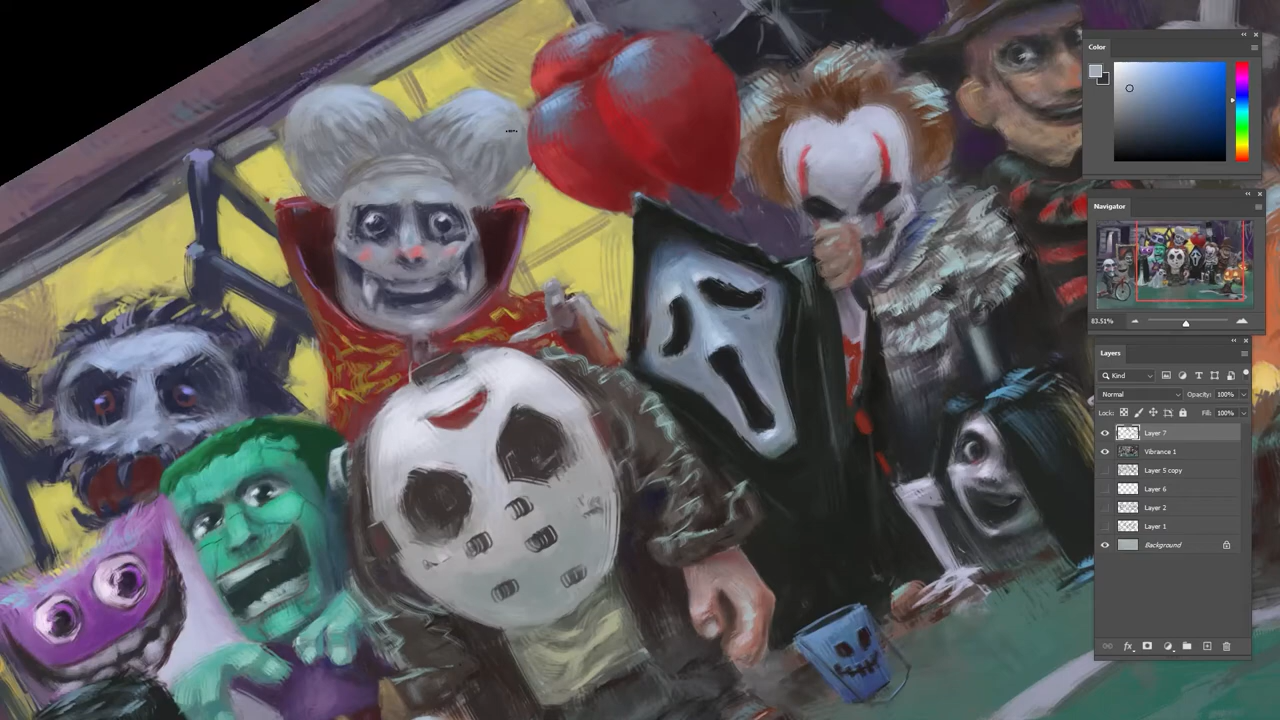 Color
Navigator
83.51%
Layers
Kind
Normal
Opacity: 100%
Lock:
Fill: 100%
Layer 7
Vibrance 1
Layer 5 copy
Layer 6
Layer 2
Layer 1
Background
fx